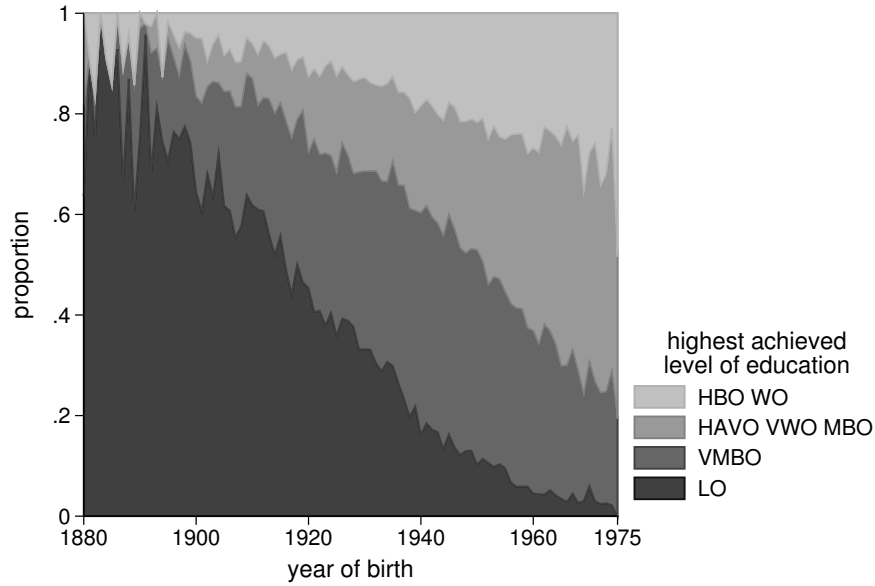 1
.8
.6
.4
.2
0
proportion
1880 1900 1920 1940 1960 1975
year of birth
highest achieved
level of education
HBO WO
HAVO VWO MBO
VMBO
LO